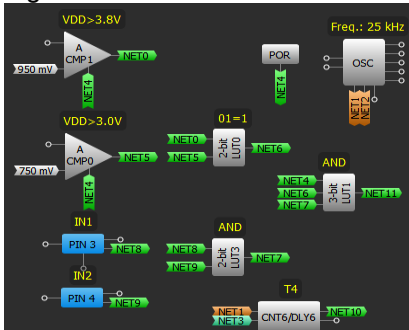 VDD>3.8V
A
CMP1
NET0
950 mV
NET4
POR
NET4
Freq.: 25 kHz
OSC
NET1
NET2
VDD>3.0V
A
CMP0
NET5
750 mV
NET4
01=1
NET0
NET5
2-bit
LUT0
NET6
AND
NET4
NET6
NET7
3-bit
LUT1
NET11
IN1
PIN 3
NET8
IN2
PIN 4
NET9
AND
NET8
NET9
2-bit
LUT3
NET7
T4
NET1
NET3
CNT6/DLY6
NET10